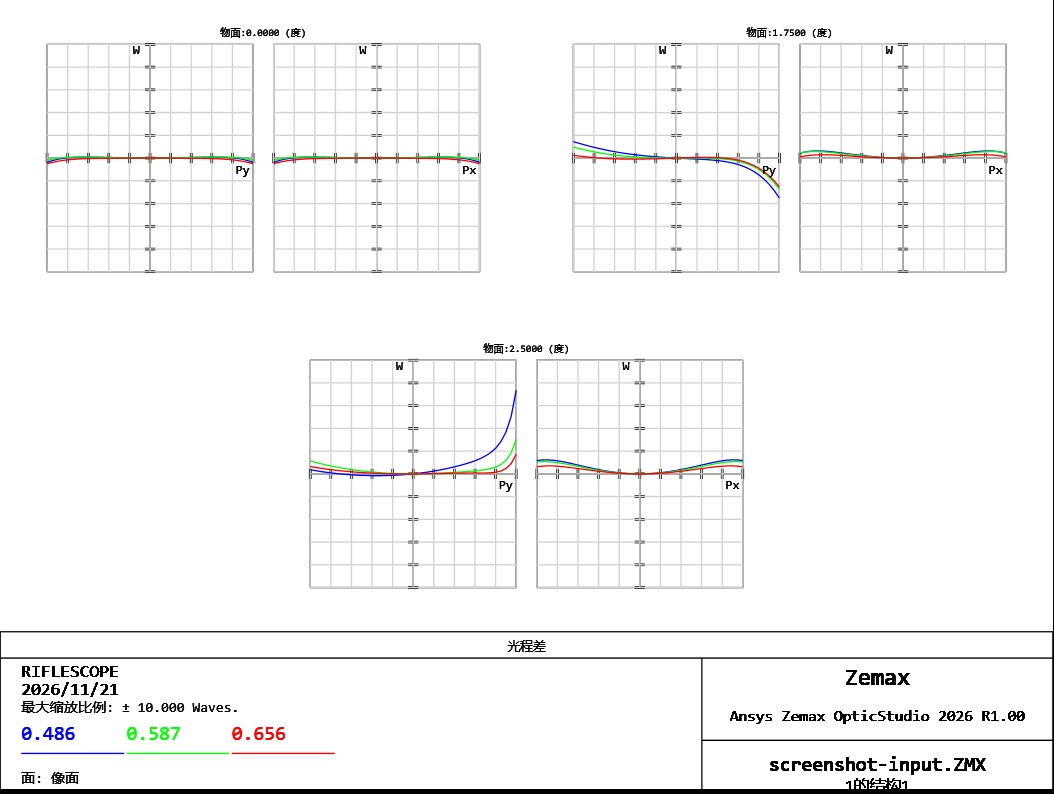 物面:0.0000 (度)
物面:1.7500 (度)
W
W
W
W
Py
Px
Py
Px
物面:2.5000 (度)
W
W
Py
Px
光程差
RIFLESCOPE
2026/11/21
最大缩放比例: ± 10.000 Waves.
0.486 0.587 0.656
面: 像面
Zemax
Ansys Zemax OpticStudio 2026 R1.00
screenshot-input.ZMX
1的结构1